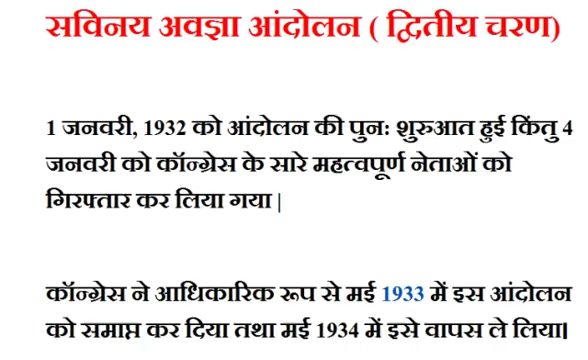 सविनय अवज्ञा आंदोलन ( द्वितीय चरण)
1 जनवरी, 1932 को आंदोलन की पुनः शुरुआत हुई किंतु 4
जनवरी को कॉन्ग्रेस के सारे महत्वपूर्ण नेताओं को
गिरफ्तार कर लिया गया |
कॉन्ग्रेस ने आधिकारिक रूप से मई 1933 में इस आंदोलन
को समाप्त कर दिया तथा मई 1934 में इसे वापस ले लिया।